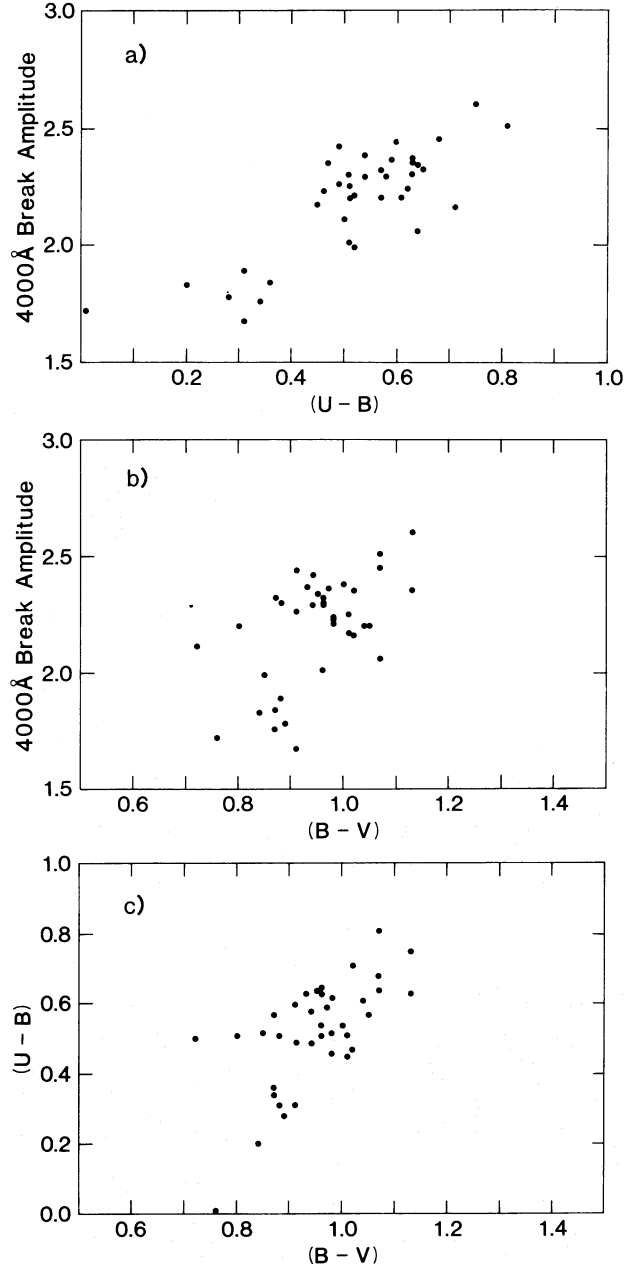 3.0
a)
2.5
4000Å Break Amplitude
2.0
1.5
0.2 0.4 0.6 0.8 1.0
(U – B)
3.0
b)
2.5
4000Å Break Amplitude
2.0
1.5
0.6 0.8 1.0 1.2 1.4
(B – V)
1.0
c)
0.8
0.6
(U – B)
0.4
0.2
0.0
0.6 0.8 1.0 1.2 1.4
(B – V)